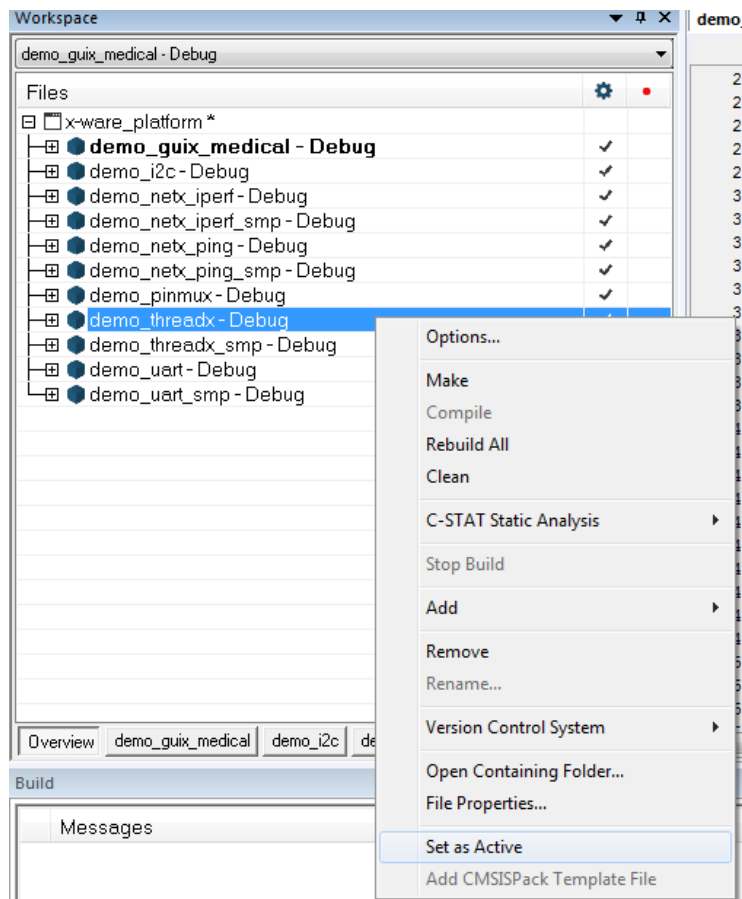 Workspace
demo_
demo_guix_medical - Debug
Files
x-ware_platform *
demo_guix_medical - Debug
demo_i2c - Debug
demo_netx_iperf - Debug
demo_netx_iperf_smp - Debug
demo_netx_ping - Debug
demo_netx_ping_smp - Debug
demo_pinmux - Debug
demo_threadx - Debug
demo_threadx_smp - Debug
demo_uart - Debug
demo_uart_smp - Debug
Options...
Make
Compile
Rebuild All
Clean
C-STAT Static Analysis
Stop Build
Add
Remove
Rename...
Version Control System
Open Containing Folder...
File Properties...
Set as Active
Add CMSISPack Template File
Overview demo_guix_medical demo_i2c de
Build
Messages